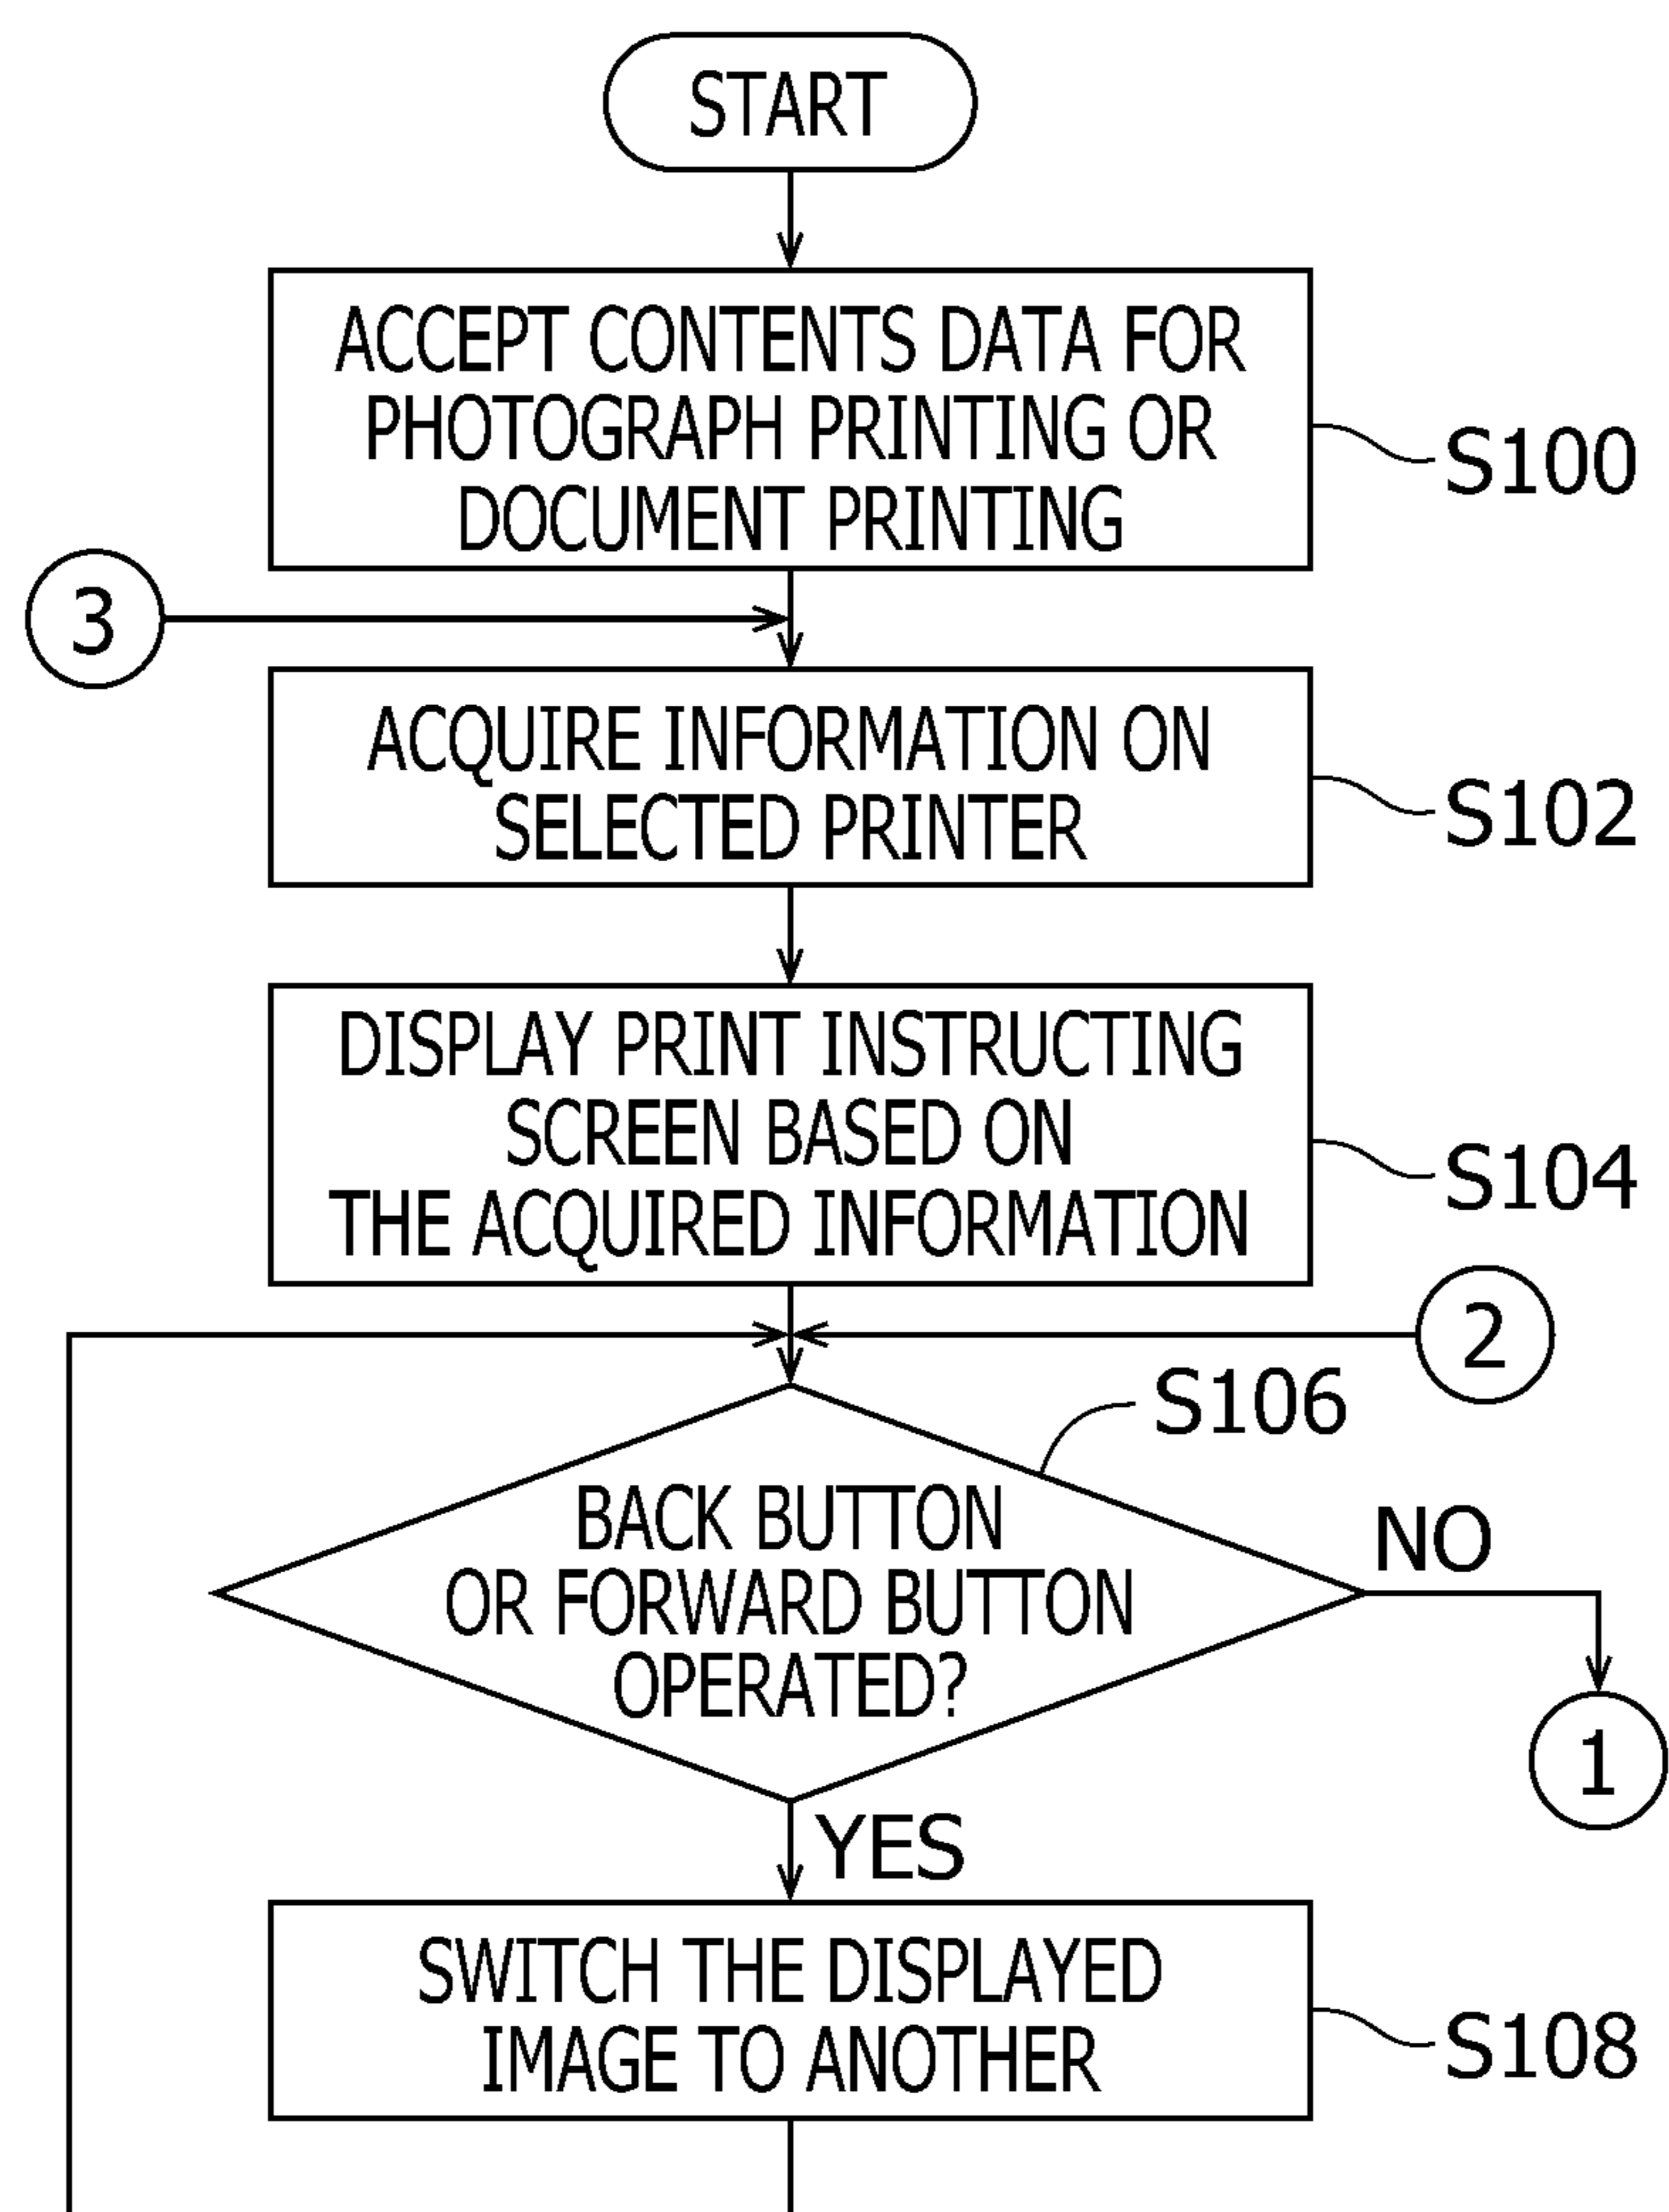 START
ACCEPT CONTENTS DATA FOR
PHOTOGRAPH PRINTING OR
DOCUMENT PRINTING
S100
3
ACQUIRE INFORMATION ON
SELECTED PRINTER
S102
DISPLAY PRINT INSTRUCTING
SCREEN BASED ON
THE ACQUIRED INFORMATION
S104
2
S106
BACK BUTTON
OR FORWARD BUTTON
OPERATED?
NO
1
YES
SWITCH THE DISPLAYED
IMAGE TO ANOTHER
S108